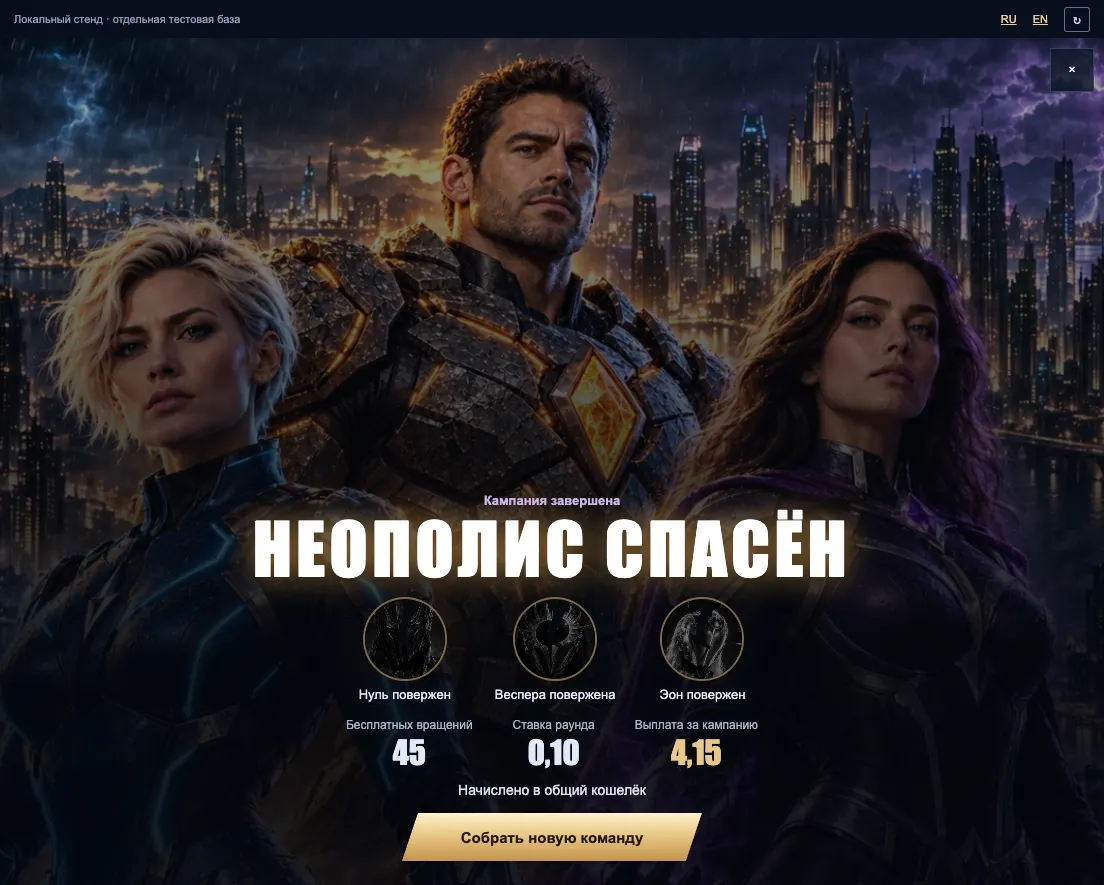 Локальный стенд · отдельная тестовая база
RU EN ↻
×
Кампания завершена
НЕОПОЛИС СПАСЁН
Нуль повержен Веспера повержена Эон повержен
Бесплатных вращений Ставка раунда Выплата за кампанию
45 0,10 4,15
Начислено в общий кошелёк
Собрать новую команду